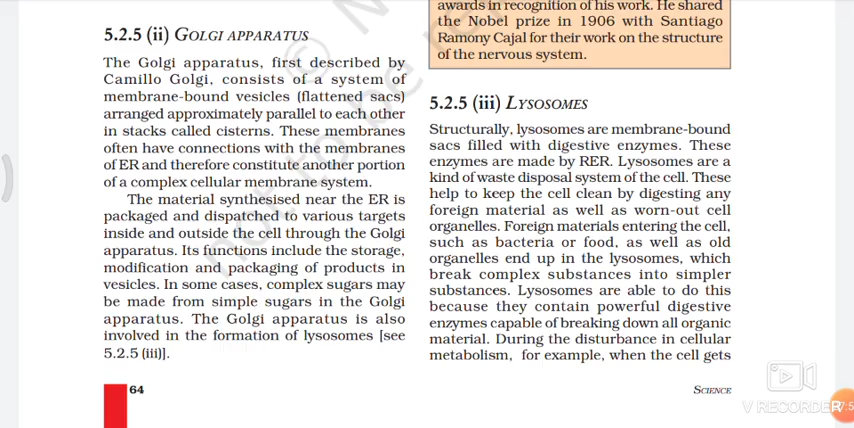 5.2.5 (ii) GOLGI APPARATUS
The Golgi apparatus, first described by
Camillo Golgi, consists of a system of
membrane-bound vesicles (flattened sacs)
arranged approximately parallel to each other
in stacks called cisterns. These membranes
often have connections with the membranes
of ER and therefore constitute another portion
of a complex cellular membrane system.
The material synthesised near the ER is
packaged and dispatched to various targets
inside and outside the cell through the Golgi
apparatus. Its functions include the storage,
modification and packaging of products in
vesicles. In some cases, complex sugars may
be made from simple sugars in the Golgi
apparatus. The Golgi apparatus is also
involved in the formation of lysosomes [see
5.2.5 (iii)].
64
awards in recognition of his work. He shared
the Nobel prize in 1906 with Santiago
Ramony Cajal for their work on the structure
of the nervous system.
5.2.5 (iii) LYSOSOMES
Structurally, lysosomes are membrane-bound
sacs filled with digestive enzymes. These
enzymes are made by RER. Lysosomes are a
kind of waste disposal system of the cell. These
help to keep the cell clean by digesting any
foreign material as well as worn-out cell
organelles. Foreign materials entering the cell,
such as bacteria or food, as well as old
organelles end up in the lysosomes, which
break complex substances into simpler
substances. Lysosomes are able to do this
because they contain powerful digestive
enzymes capable of breaking down all organic
material. During the disturbance in cellular
metabolism, for example, when the cell gets
SCIENCE
©
not to be re
V RECORDER
7:5